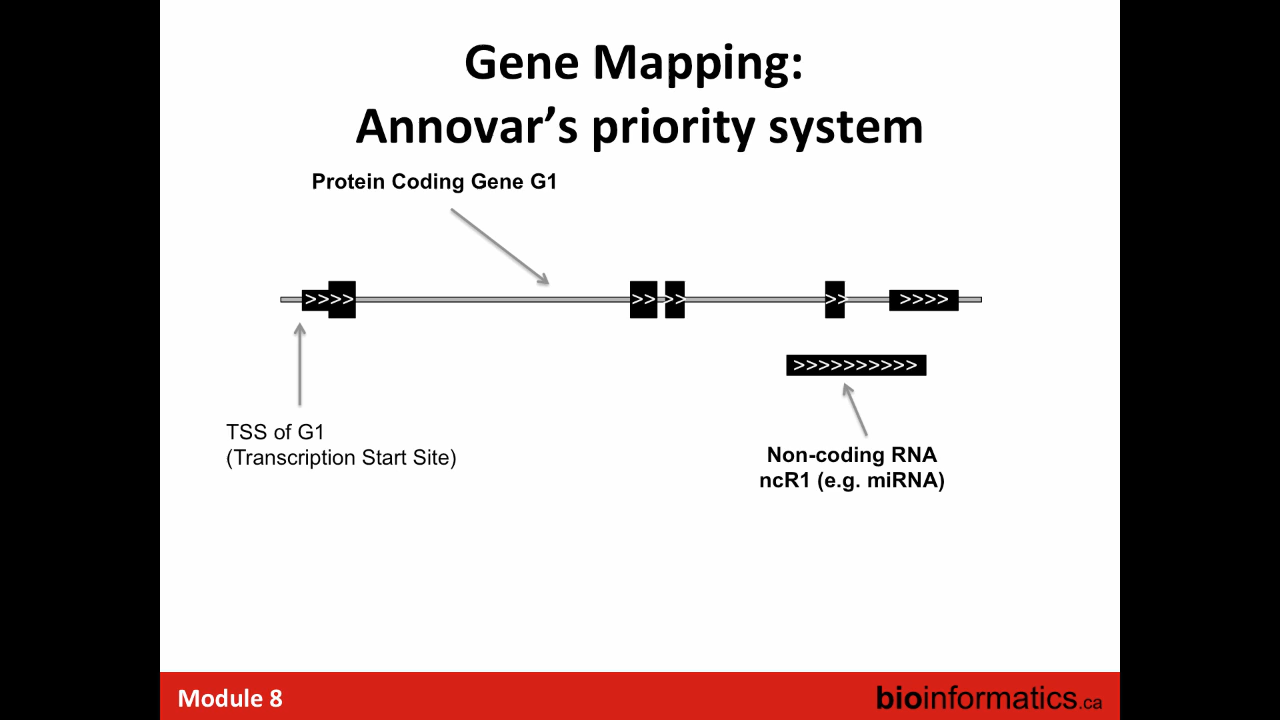 Gene Mapping:
Annovar’s priority system
Protein Coding Gene G1
>>>>
>>
>>
>>
>>>>
>>>>>>>>>>
TSS of G1
(Transcription Start Site)
Non-coding RNA
ncR1 (e.g. miRNA)
Module 8
bioinformatics.ca